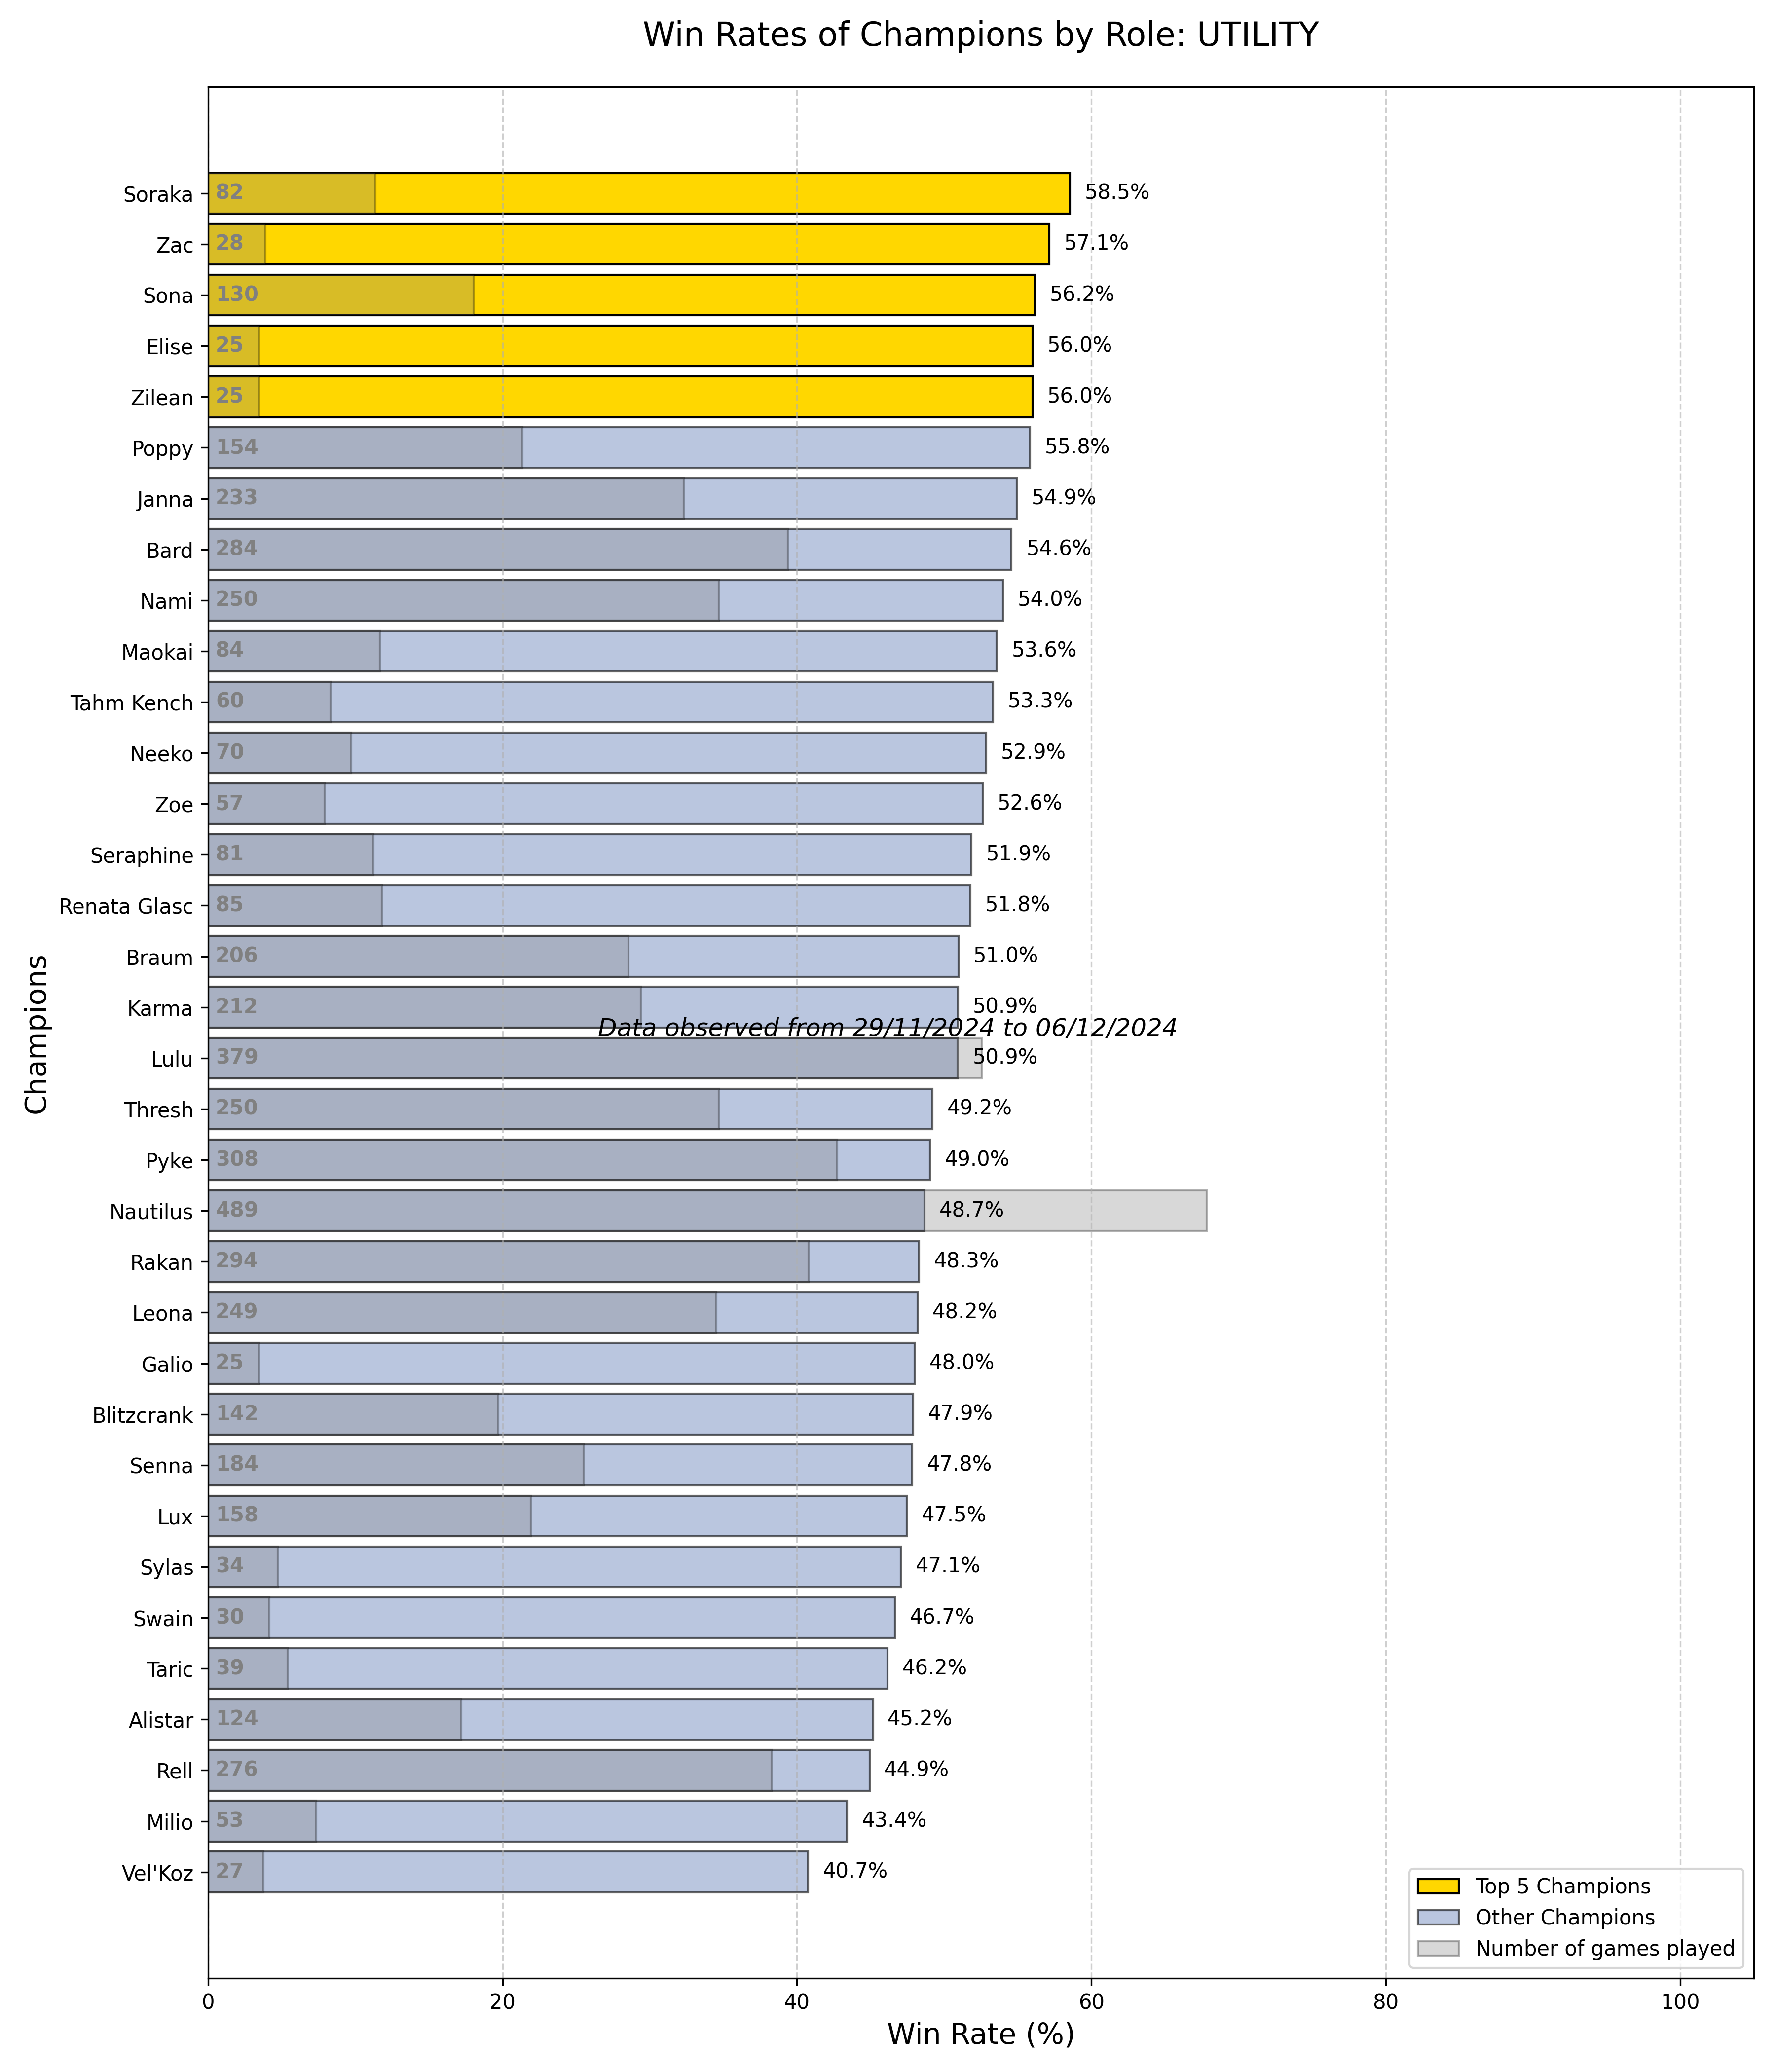 Win Rates of Champions by Role: UTILITY
Soraka 82 58.5%
Zac 28 57.1%
Sona 130 56.2%
Elise 25 56.0%
Zilean 25 56.0%
Poppy 154 55.8%
Janna 233 54.9%
Bard 284 54.6%
Nami 250 54.0%
Maokai 84 53.6%
Tahm Kench 60 53.3%
Neeko 70 52.9%
Zoe 57 52.6%
Seraphine 81 51.9%
Renata Glasc 85 51.8%
Braum 206 51.0%
Karma 212 50.9%
Data observed from 29/11/2024 to 06/12/2024
Lulu 379 50.9%
Thresh 250 49.2%
Pyke 308 49.0%
Nautilus 489 48.7%
Rakan 294 48.3%
Leona 249 48.2%
Galio 25 48.0%
Blitzcrank 142 47.9%
Senna 184 47.8%
Lux 158 47.5%
Sylas 34 47.1%
Swain 30 46.7%
Taric 39 46.2%
Alistar 124 45.2%
Rell 276 44.9%
Milio 53 43.4%
Vel'Koz 27 40.7%
Champions
Top 5 Champions
Other Champions
Number of games played
0 20 40 60 80 100
Win Rate (%)